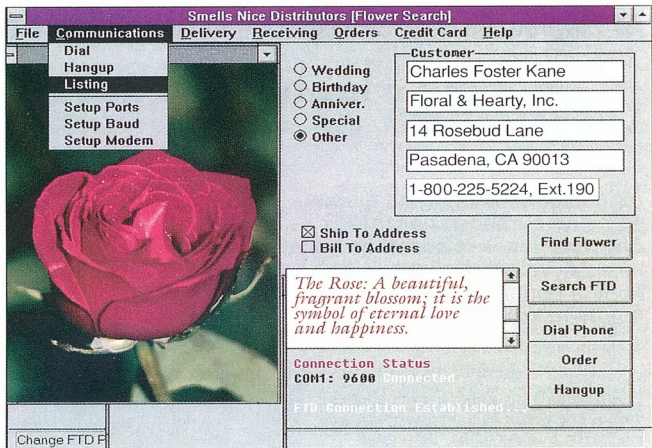 Smells Nice Distributors [Flower Search]
File Communications Delivery Receiving Orders Credit Card Help
Dial
Hangup
Listing
Setup Ports
Setup Baud
Setup Modem
Wedding
Birthday
Anniver.
Special
Other
Customer
Charles Foster Kane
Floral & Hearty, Inc.
14 Rosebud Lane
Pasadena, CA 90013
1-800-225-5224, Ext.190
Ship To Address
Bill To Address
Find Flower
Search FTD
Dial Phone
Order
Hangup
The Rose: A beautiful,
fragrant blossom; it is the
symbol of eternal love
and happiness.
Connection Status
COM1: 9600 Connected.
FTD Connection Established...
Change FTD P